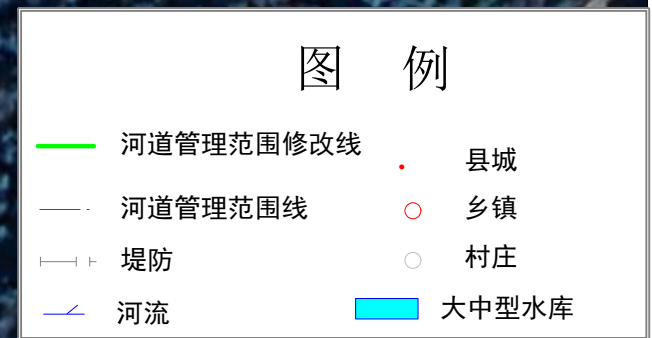 图 例
河道管理范围修改线
县城
河道管理范围线
乡镇
堤防
村庄
河流
大中型水库